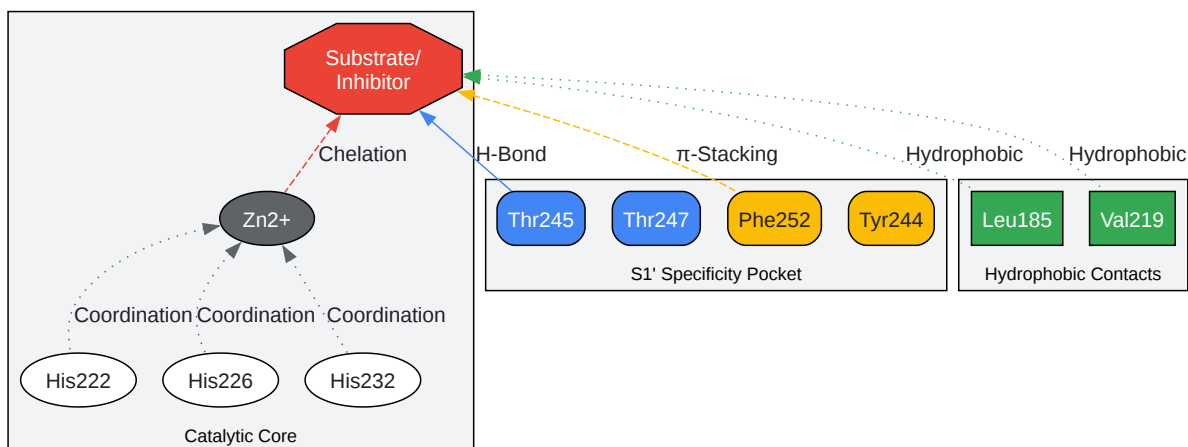 Substrate/
Inhibitor
Chelation
H-Bond
π-Stacking
Hydrophobic
Hydrophobic
Zn2+
Thr245
Thr247
Phe252
Tyr244
Leu185
Val219
S1' Specificity Pocket
Hydrophobic Contacts
Coordination
Coordination
Coordination
His222
His226
His232
Catalytic Core